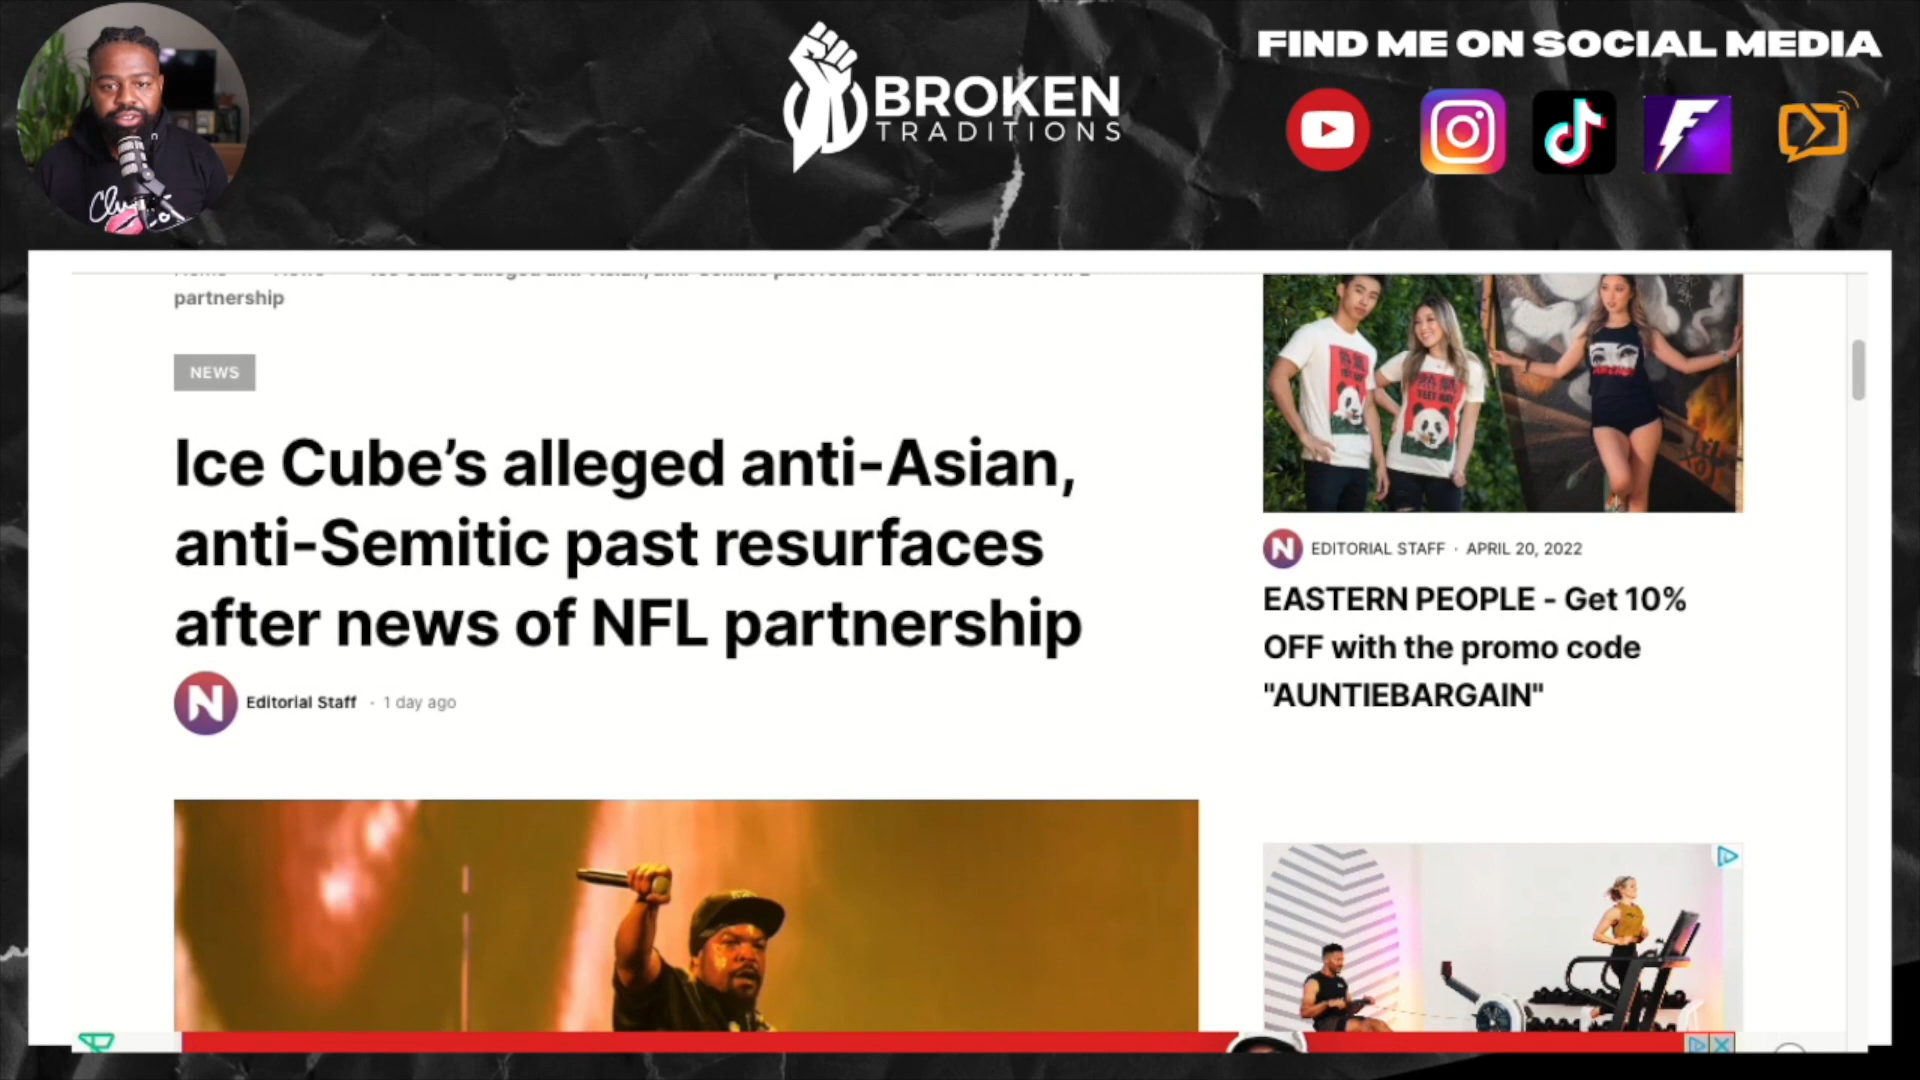 FIND ME ON SOCIAL MEDIA
BROKEN
TRADITIONS
partnership
NEWS
Ice Cube's alleged anti-Asian,
anti-Semitic past resurfaces
after news of NFL partnership
N
Editorial Staff · 1 day ago
N
EDITORIAL STAFF · APRIL 20, 2022
EASTERN PEOPLE - Get 10%
OFF with the promo code
"AUNTIEBARGAIN"